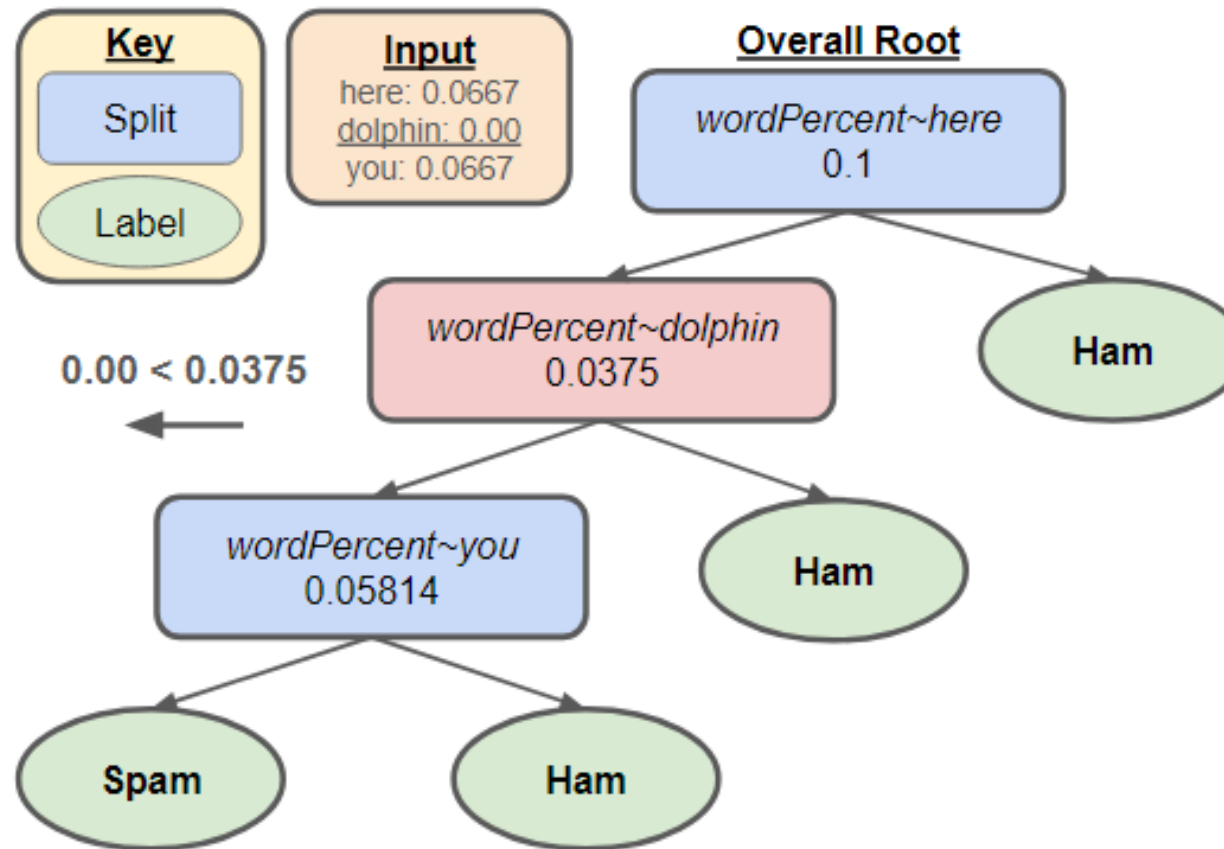 Key
Split
Label
Input
here: 0.0667
dolphin: 0.00
you: 0.0667
Overall Root
wordPercent~here
0.1
wordPercent~dolphin
0.0375
Ham
0.00 < 0.0375
wordPercent~you
0.05814
Ham
Spam
Ham